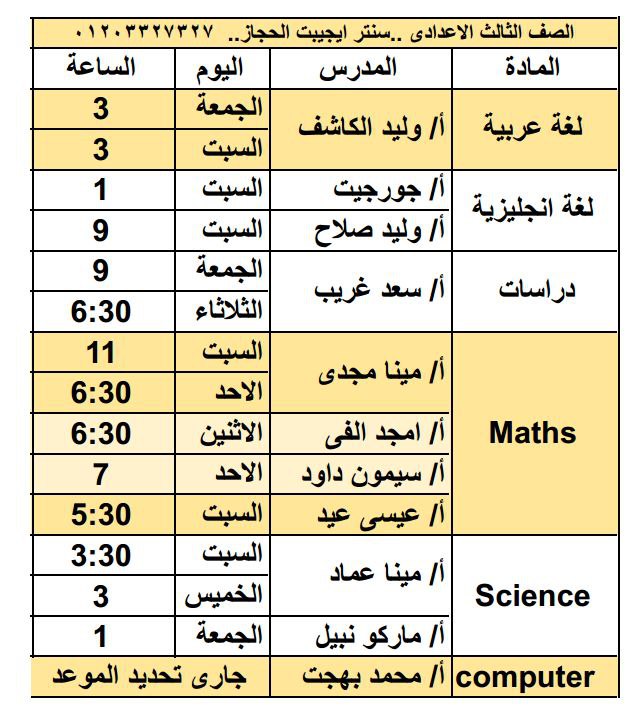 الصف الثالث الاعدادى ..سنتر ايجيبت الحجاز.. ٠١٢٠٣٣٢٧٣٢٧
المادة المدرس اليوم الساعة
لغة عربية أ/ وليد الكاشف الجمعة 3
السبت 3
لغة انجليزية أ/ جورجيت السبت 1
أ/ وليد صلاح السبت 9
دراسات أ/ سعد غريب الجمعة 9
الثلاثاء 6:30
Maths أ/ مينا مجدى السبت 11
الاحد 6:30
أ/ امجد الفى الاثنين 6:30
أ/ سيمون داود الاحد 7
أ/ عيسى عيد السبت 5:30
Science أ/ مينا عماد السبت 3:30
الخميس 3
أ/ ماركو نبيل الجمعة 1
computer أ/ محمد بهجت جارى تحديد الموعد